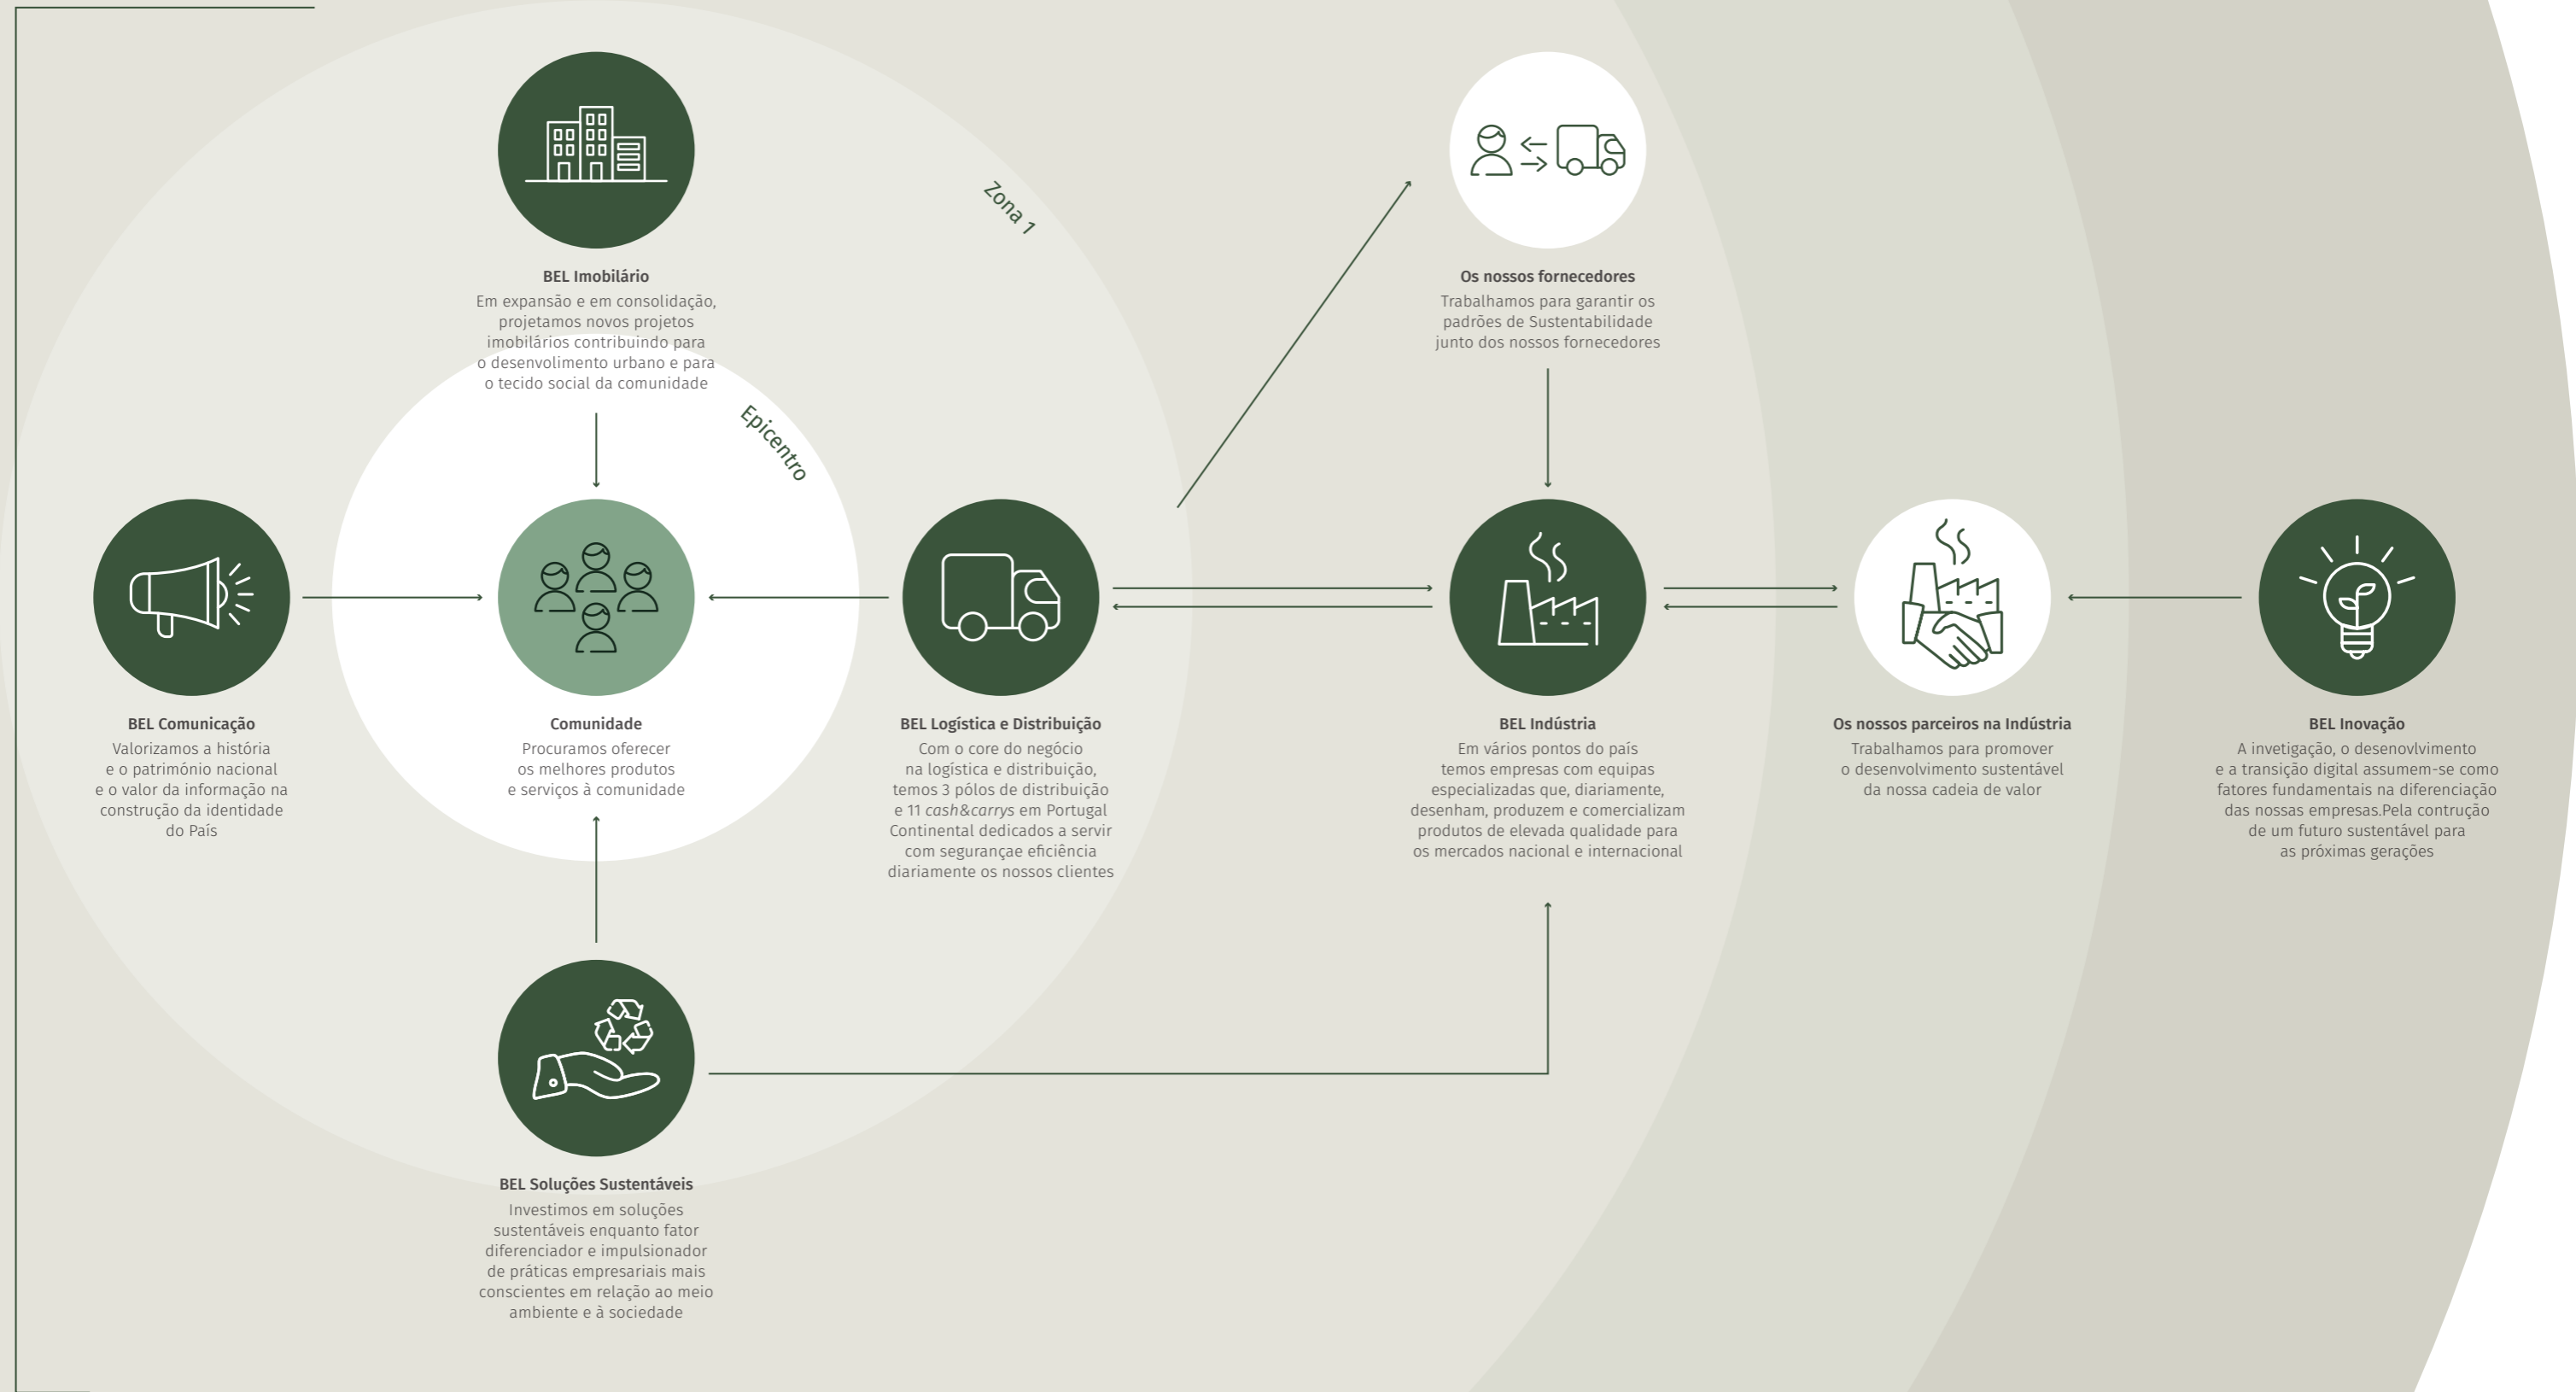 Zona 1
BEL Imobilário
Em expansão e em consolidação,
projetamos novos projetos
imobilários contribuindo para
o desenvolimento urbano e para
o tecido social da comunidade
Os nossos fornecedores
Trabalhamos para garantir os
padrões de Sustentabilidade
junto dos nossos fornecedores
Epicentro
BEL Comunicação
Valorizamos a história
e o património nacional
e o valor da informação na
construção da identidade
do País
Comunidade
Procuramos oferecer
os melhores produtos
e serviços à comunidade
BEL Logística e Distribuição
Com o core do negócio
na logística e distribuição,
temos 3 pólos de distribuição
e 11 cash&carrys em Portugal
Continental dedicados a servir
com segurançae eficiência
diariamente os nossos clientes
BEL Indústria
Em vários pontos do país
temos empresas com equipas
especializadas que, diariamente,
desenham, produzem e comercializam
produtos de elevada qualidade para
os mercados nacional e internacional
Os nossos parceiros na Indústria
Trabalhamos para promover
o desenvolvimento sustentável
da nossa cadeia de valor
BEL Inovação
A invetigação, o desenovlvimento
e a transição digital assumem-se como
fatores fundamentais na diferenciação
das nossas empresas.Pela contrução
de um futuro sustentável para
as próximas gerações
BEL Soluções Sustentáveis
Investimos em soluções
sustentáveis enquanto fator
diferenciador e impulsionador
de práticas empresariais mais
conscientes em relação ao meio
ambiente e à sociedade